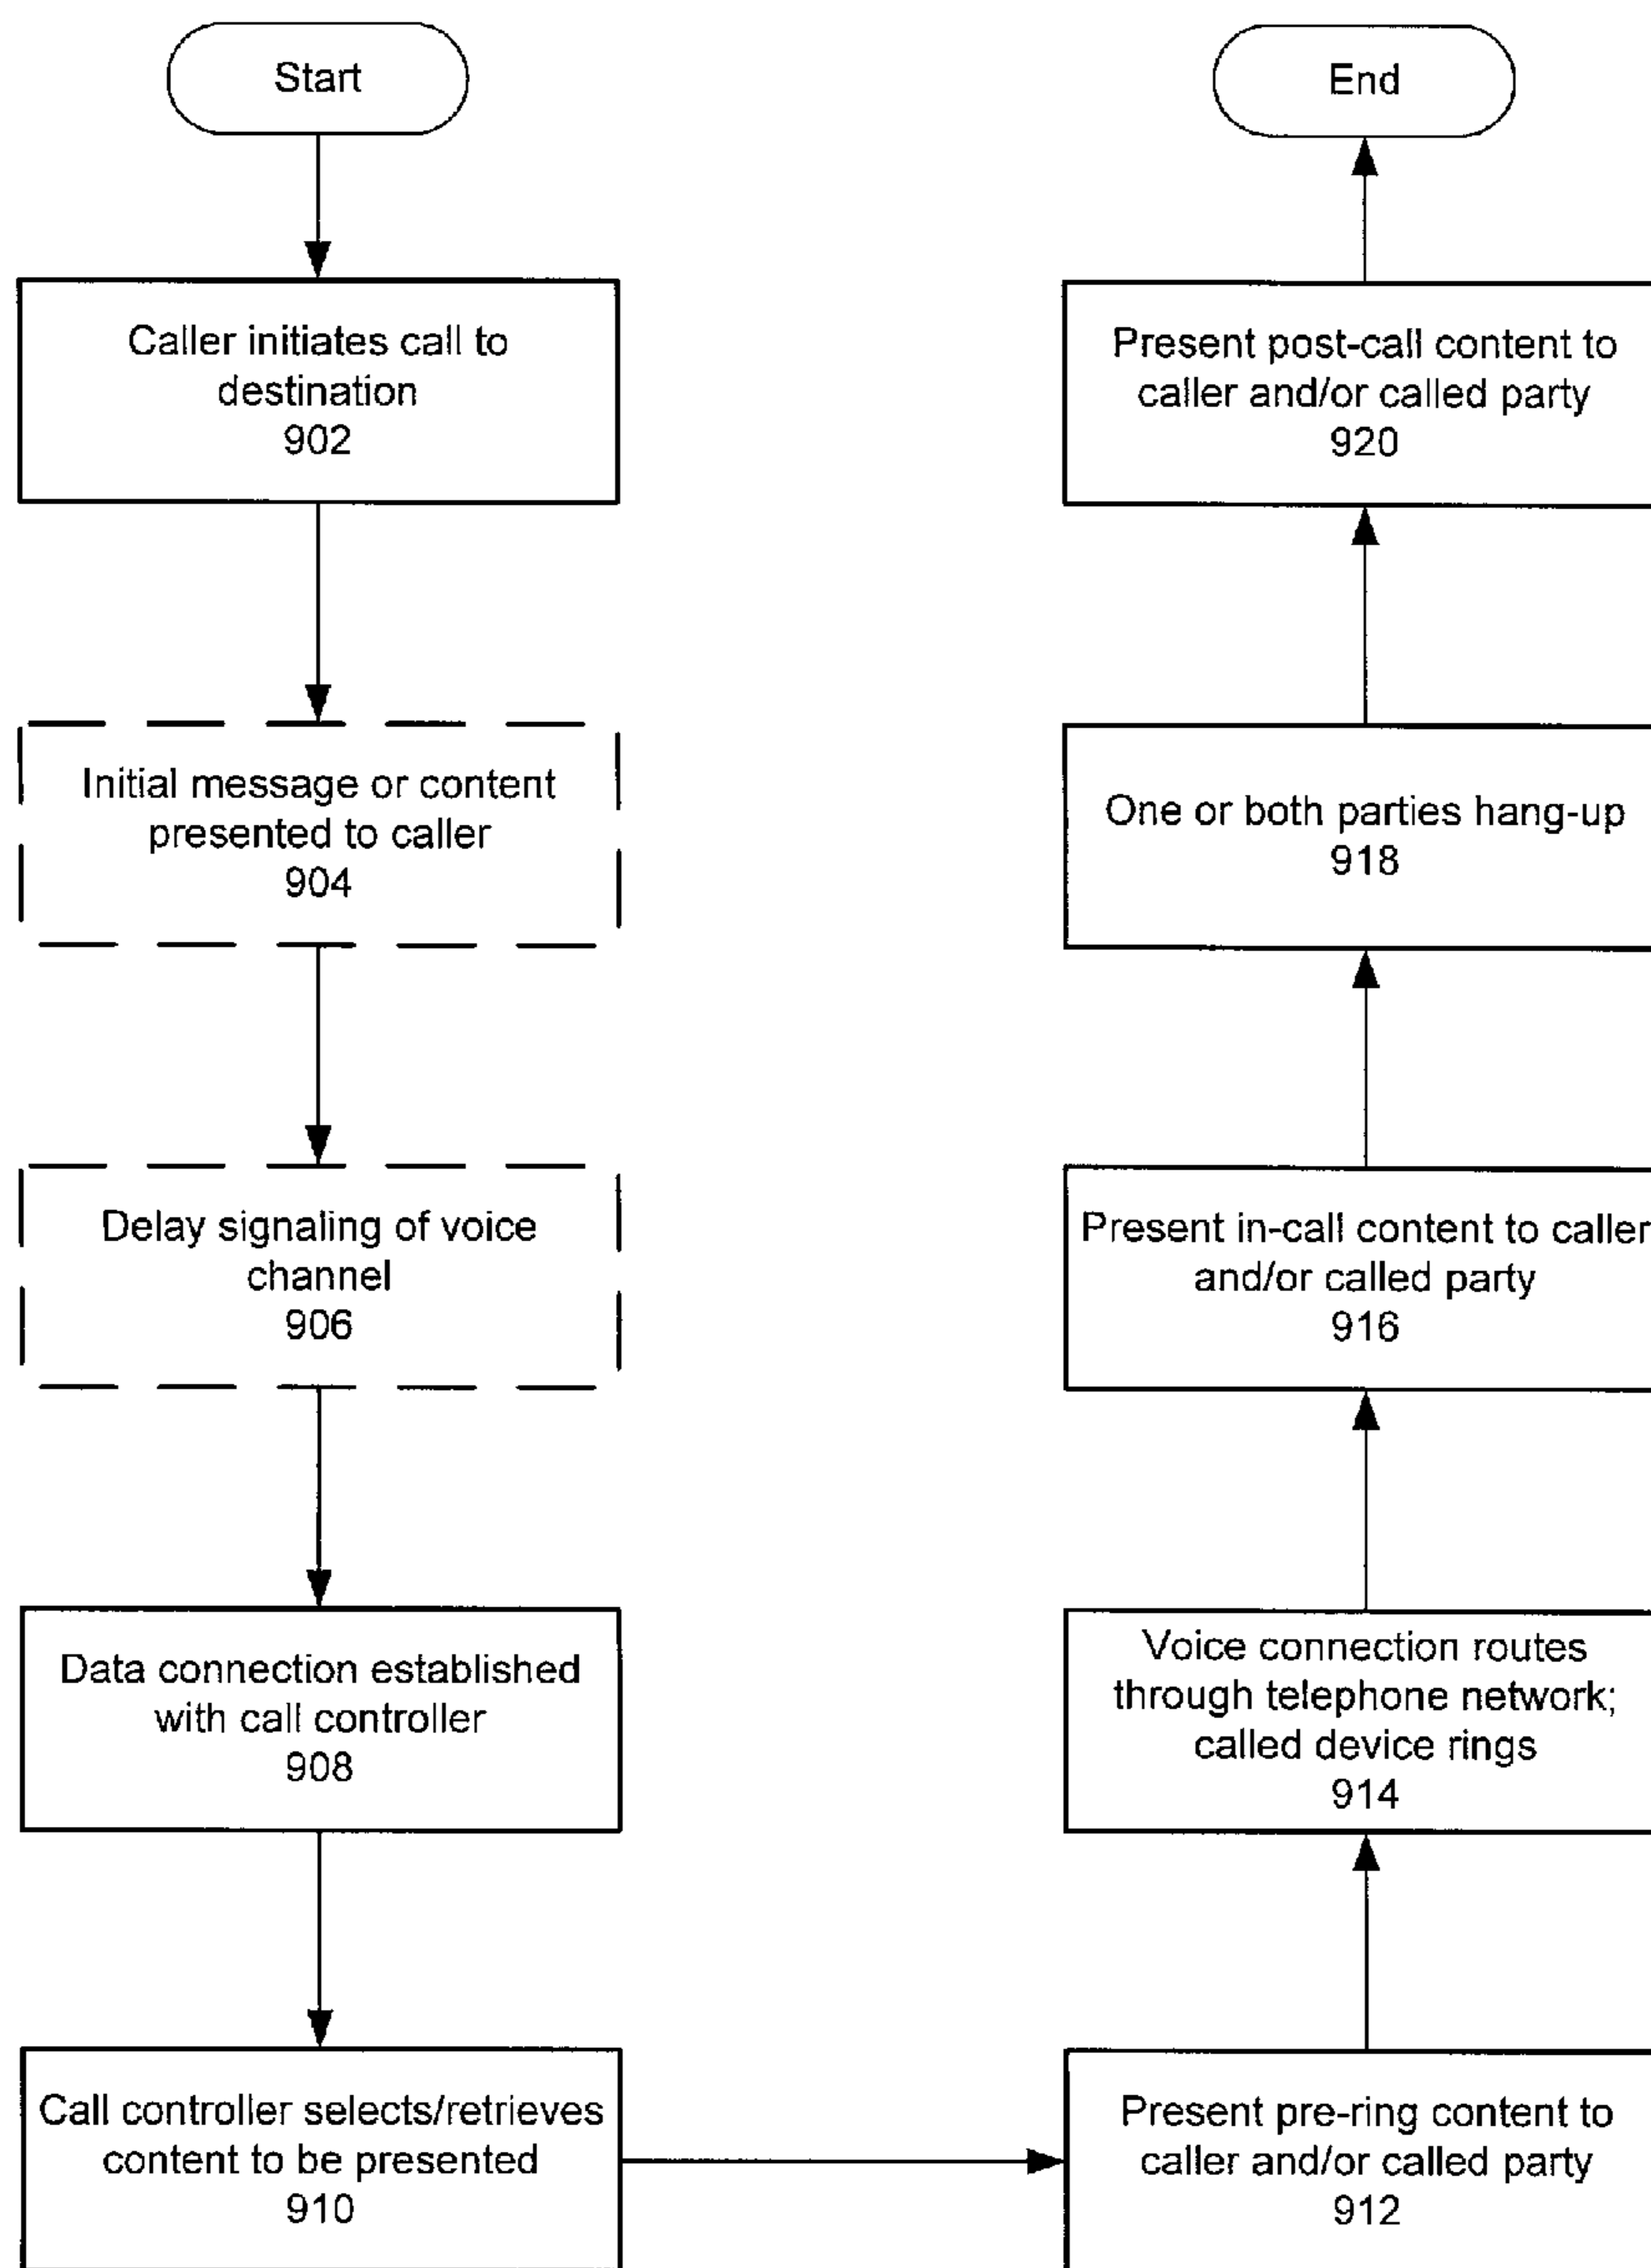 Start
Caller initiates call to
destination
902
Initial message or content
presented to caller
904
Delay signaling of voice
channel
906
Data connection established
with call controller
908
Call controller selects/retrieves
content to be presented
910
Present pre-ring content to
caller and/or called party
912
Voice connection routes
through telephone network;
called device rings
914
Present in-call content to caller
and/or called party
916
One or both parties hang-up
918
Present post-call content to
caller and/or called party
920
End